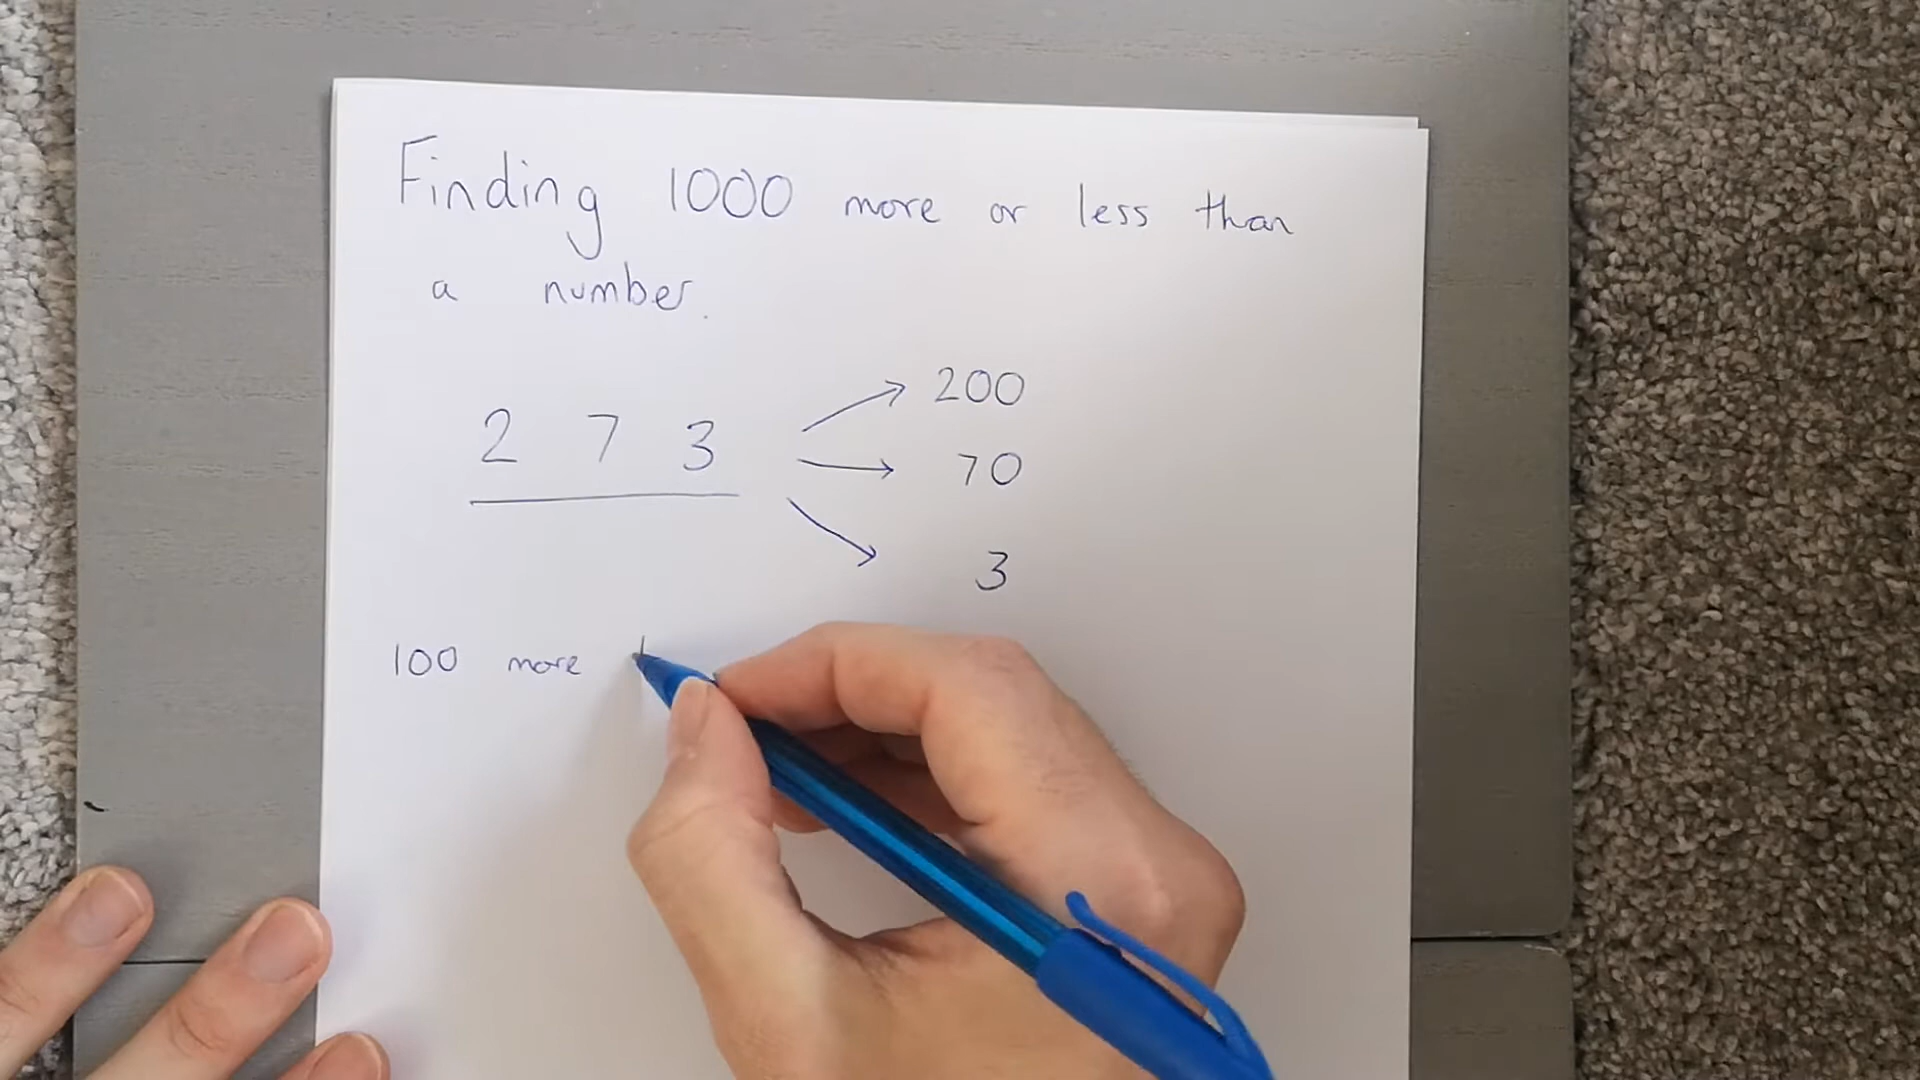 Finding 1000 more or less than
a number.
2 7 3
200
70
3
100 more